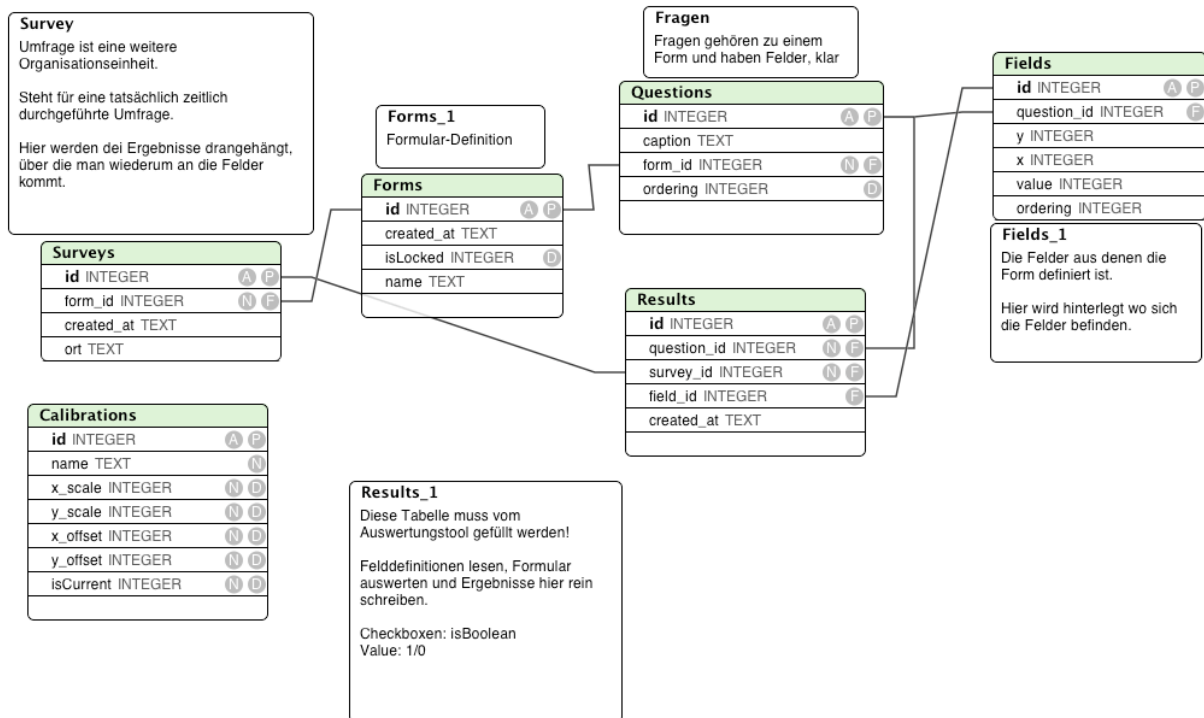 Survey
Umfrage ist eine weitere
Organisationseinheit.
Steht für eine tatsächlich zeitlich
durchgeführte Umfrage.
Hier werden dei Ergebnisse drangehängt,
über die man wiederum an die Felder
kommt.
Surveys
id INTEGER A P
form_id INTEGER N F
created_at TEXT
ort TEXT
Calibrations
id INTEGER A P
name TEXT N
x_scale INTEGER N D
y_scale INTEGER N D
x_offset INTEGER N D
y_offset INTEGER N D
isCurrent INTEGER N D
Forms_1
Formular-Definition
Forms
id INTEGER A P
created_at TEXT
isLocked INTEGER D
name TEXT
Results_1
Diese Tabelle muss vom
Auswertungstool gefüllt werden!
Felddefinitionen lesen, Formular
auswerten und Ergebnisse hier rein
schreiben.
Checkboxen: isBoolean
Value: 1/0
Fragen
Fragen gehören zu einem
Form und haben Felder, klar
Questions
id INTEGER A P
caption TEXT
form_id INTEGER N F
ordering INTEGER D
Results
id INTEGER A P
question_id INTEGER N F
survey_id INTEGER N F
field_id INTEGER F
created_at TEXT
Fields
id INTEGER A P
question_id INTEGER F
y INTEGER
x INTEGER
value INTEGER
ordering INTEGER
Fields_1
Die Felder aus denen die
Form definiert ist.
Hier wird hinterlegt wo sich
die Felder befinden.